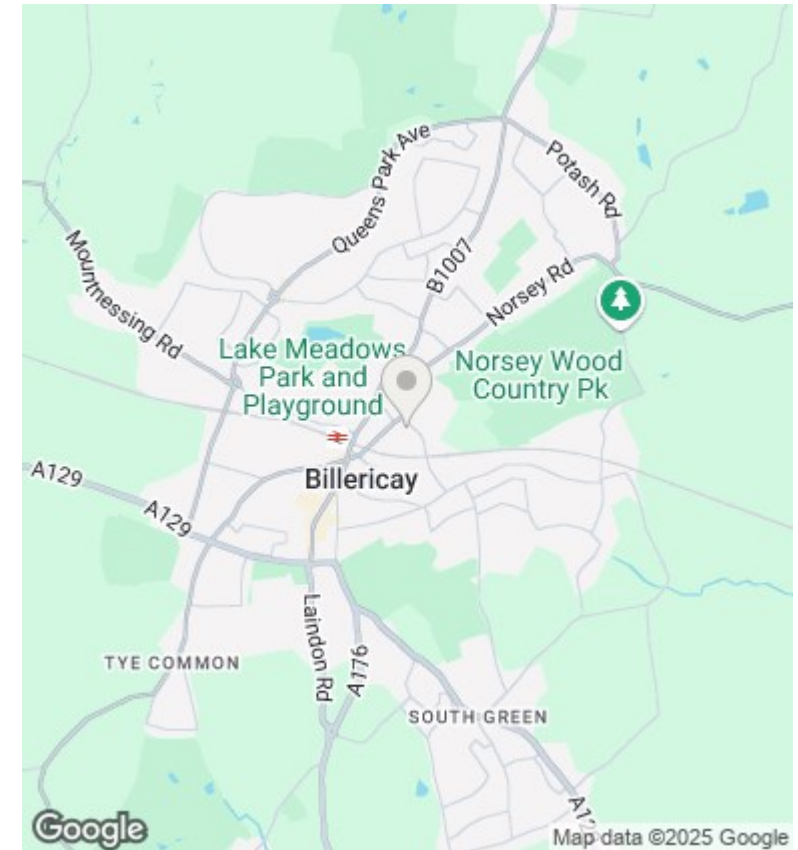 Queens Park Ave
Potash Rd
Mountnessing Rd
B1007
Norsey Rd
Lake Meadows
Park and
Playground
Norsey Wood
Country Pk
Billericay
A129
A129
Laindon Rd
A176
TYE COMMON
SOUTH GREEN
Google
Map data ©2025 Google